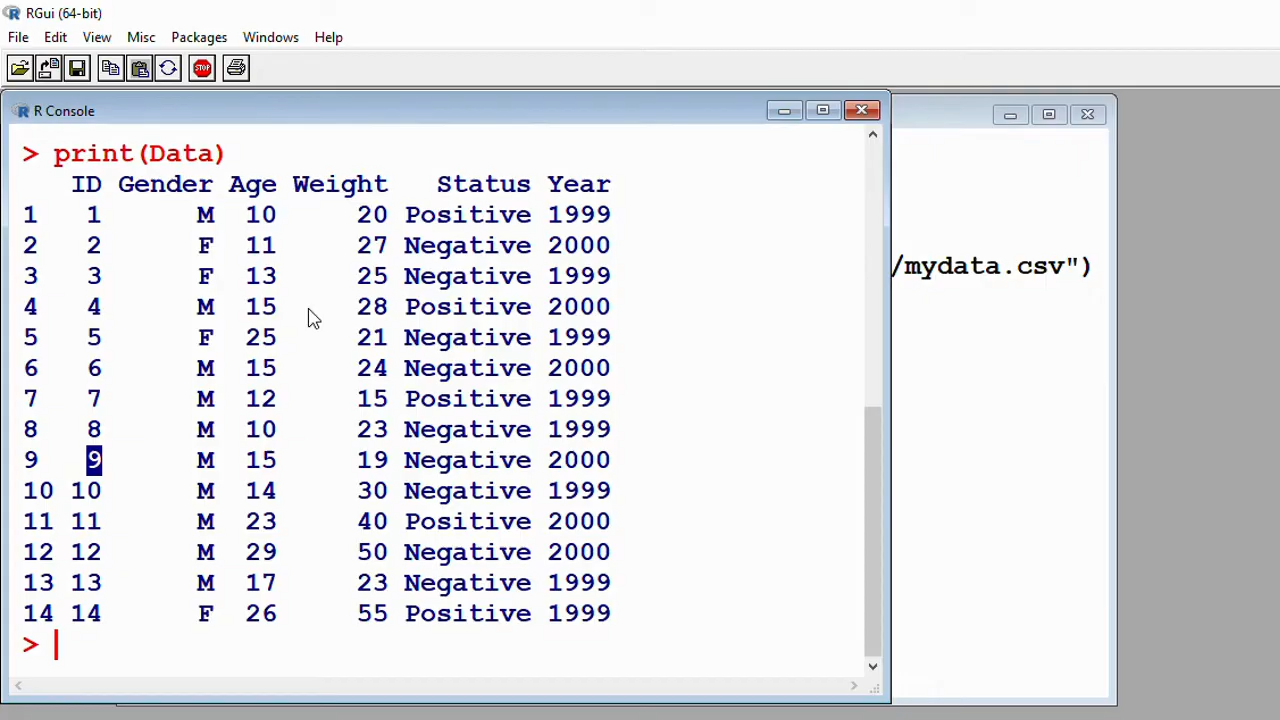 RGui (64-bit)
File Edit View Misc Packages Windows Help
STOP
R Console
> print(Data)
   ID Gender Age Weight   Status Year
1   1      M  10     20 Positive 1999
2   2      F  11     27 Negative 2000
3   3      F  13     25 Negative 1999
4   4      M  15     28 Positive 2000
5   5      F  25     21 Negative 1999
6   6      M  15     24 Negative 2000
7   7      M  12     15 Positive 1999
8   8      M  10     23 Negative 1999
9   9      M  15     19 Negative 2000
10 10      M  14     30 Negative 1999
11 11      M  23     40 Positive 2000
12 12      M  29     50 Negative 2000
13 13      M  17     23 Negative 1999
14 14      F  26     55 Positive 1999
>
/mydata.csv")